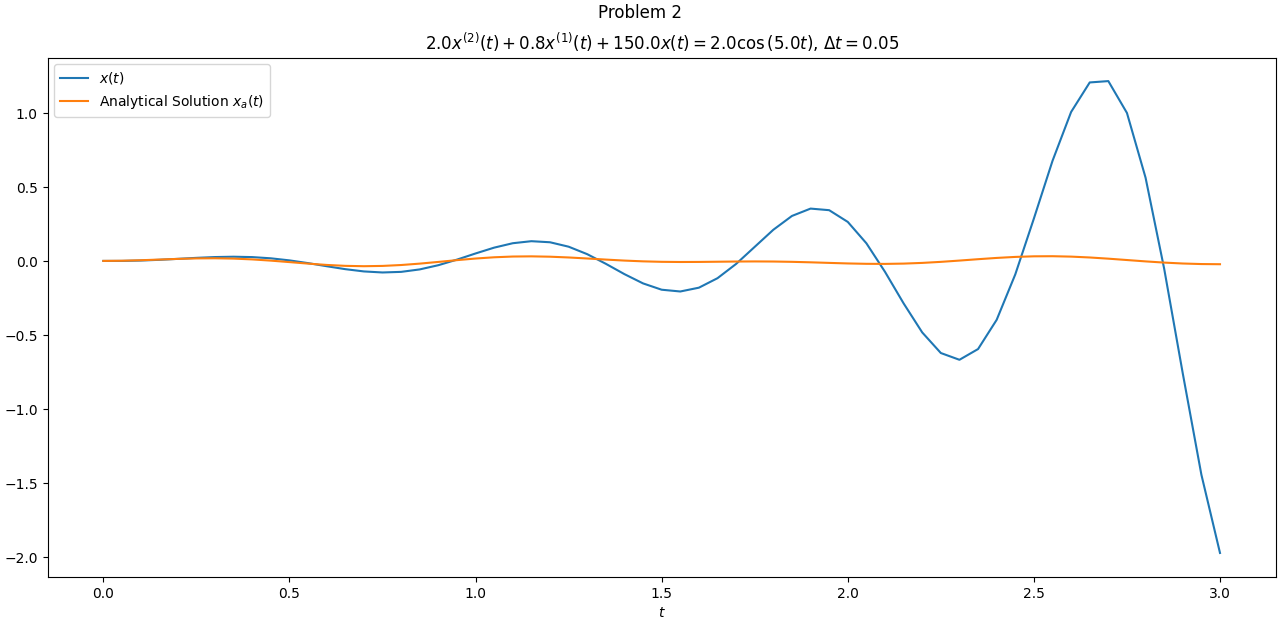 Problem 2
2.0x^{(2)}(t) + 0.8x^{(1)}(t) + 150.0x(t) = 2.0cos (5.0t), Δt = 0.05
x(t)
Analytical Solution x_a(t)
1.0
0.5
0.0
−0.5
−1.0
−1.5
−2.0
0.0 0.5 1.0 1.5 2.0 2.5 3.0
t